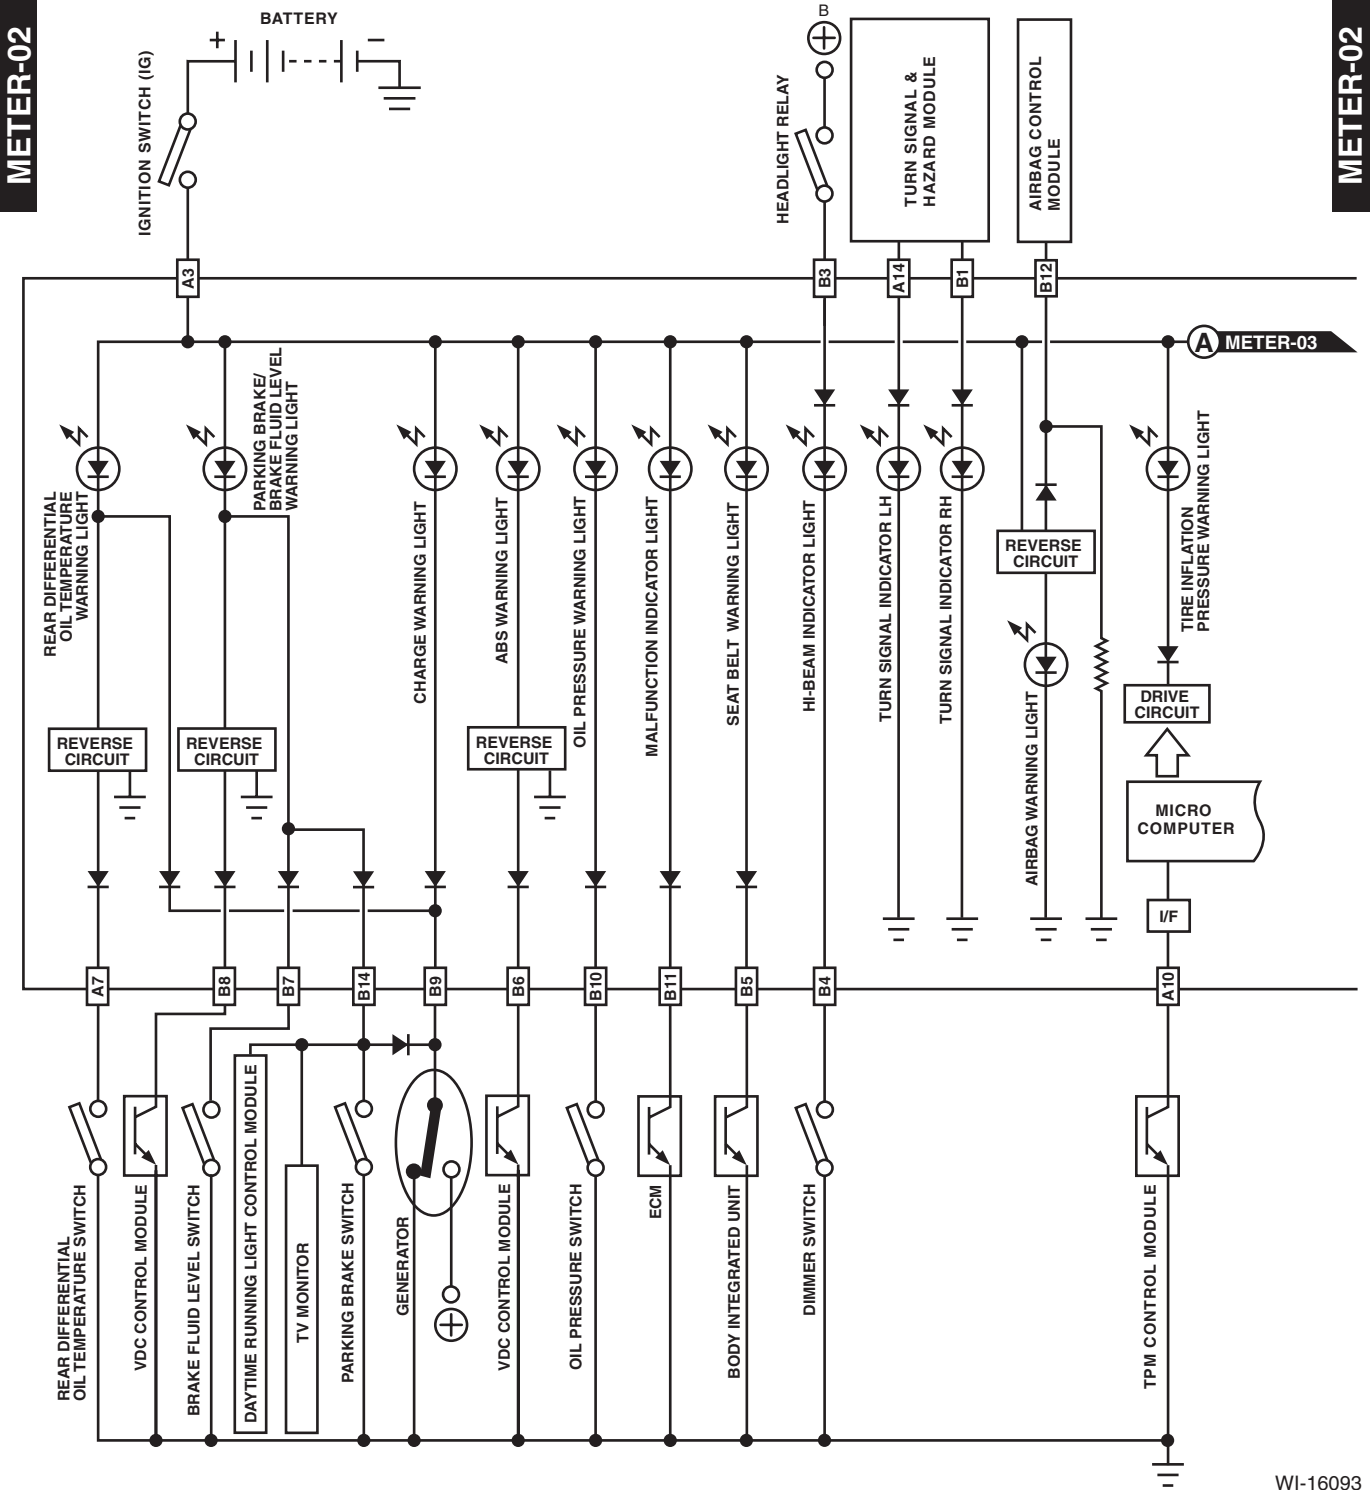 METER-02
METER-02
BATTERY
+
−
IGNITION SWITCH (IG)
B
HEADLIGHT RELAY
TURN SIGNAL &
HAZARD MODULE
AIRBAG CONTROL
MODULE
A3
B3
A14
B1
B12
A
METER-03
REAR DIFFERENTIAL
OIL TEMPERATURE
WARNING LIGHT
PARKING BRAKE/
BRAKE FLUID LEVEL
WARNING LIGHT
CHARGE WARNING LIGHT
ABS WARNING LIGHT
OIL PRESSURE WARNING LIGHT
MALFUNCTION INDICATOR LIGHT
SEAT BELT WARNING LIGHT
HI-BEAM INDICATOR LIGHT
TURN SIGNAL INDICATOR LH
TURN SIGNAL INDICATOR RH
REVERSE
CIRCUIT
AIRBAG WARNING LIGHT
TIRE INFLATION
PRESSURE WARNING LIGHT
DRIVE
CIRCUIT
REVERSE
CIRCUIT
REVERSE
CIRCUIT
REVERSE
CIRCUIT
MICRO
COMPUTER
I/F
A7
B8
B7
B14
B9
B6
B10
B11
B5
B4
A10
REAR DIFFERENTIAL
OIL TEMPERATURE SWITCH
VDC CONTROL MODULE
BRAKE FLUID LEVEL SWITCH
DAYTIME RUNNING LIGHT CONTROL MODULE
TV MONITOR
PARKING BRAKE SWITCH
GENERATOR
VDC CONTROL MODULE
OIL PRESSURE SWITCH
ECM
BODY INTEGRATED UNIT
DIMMER SWITCH
TPM CONTROL MODULE
WI-16093